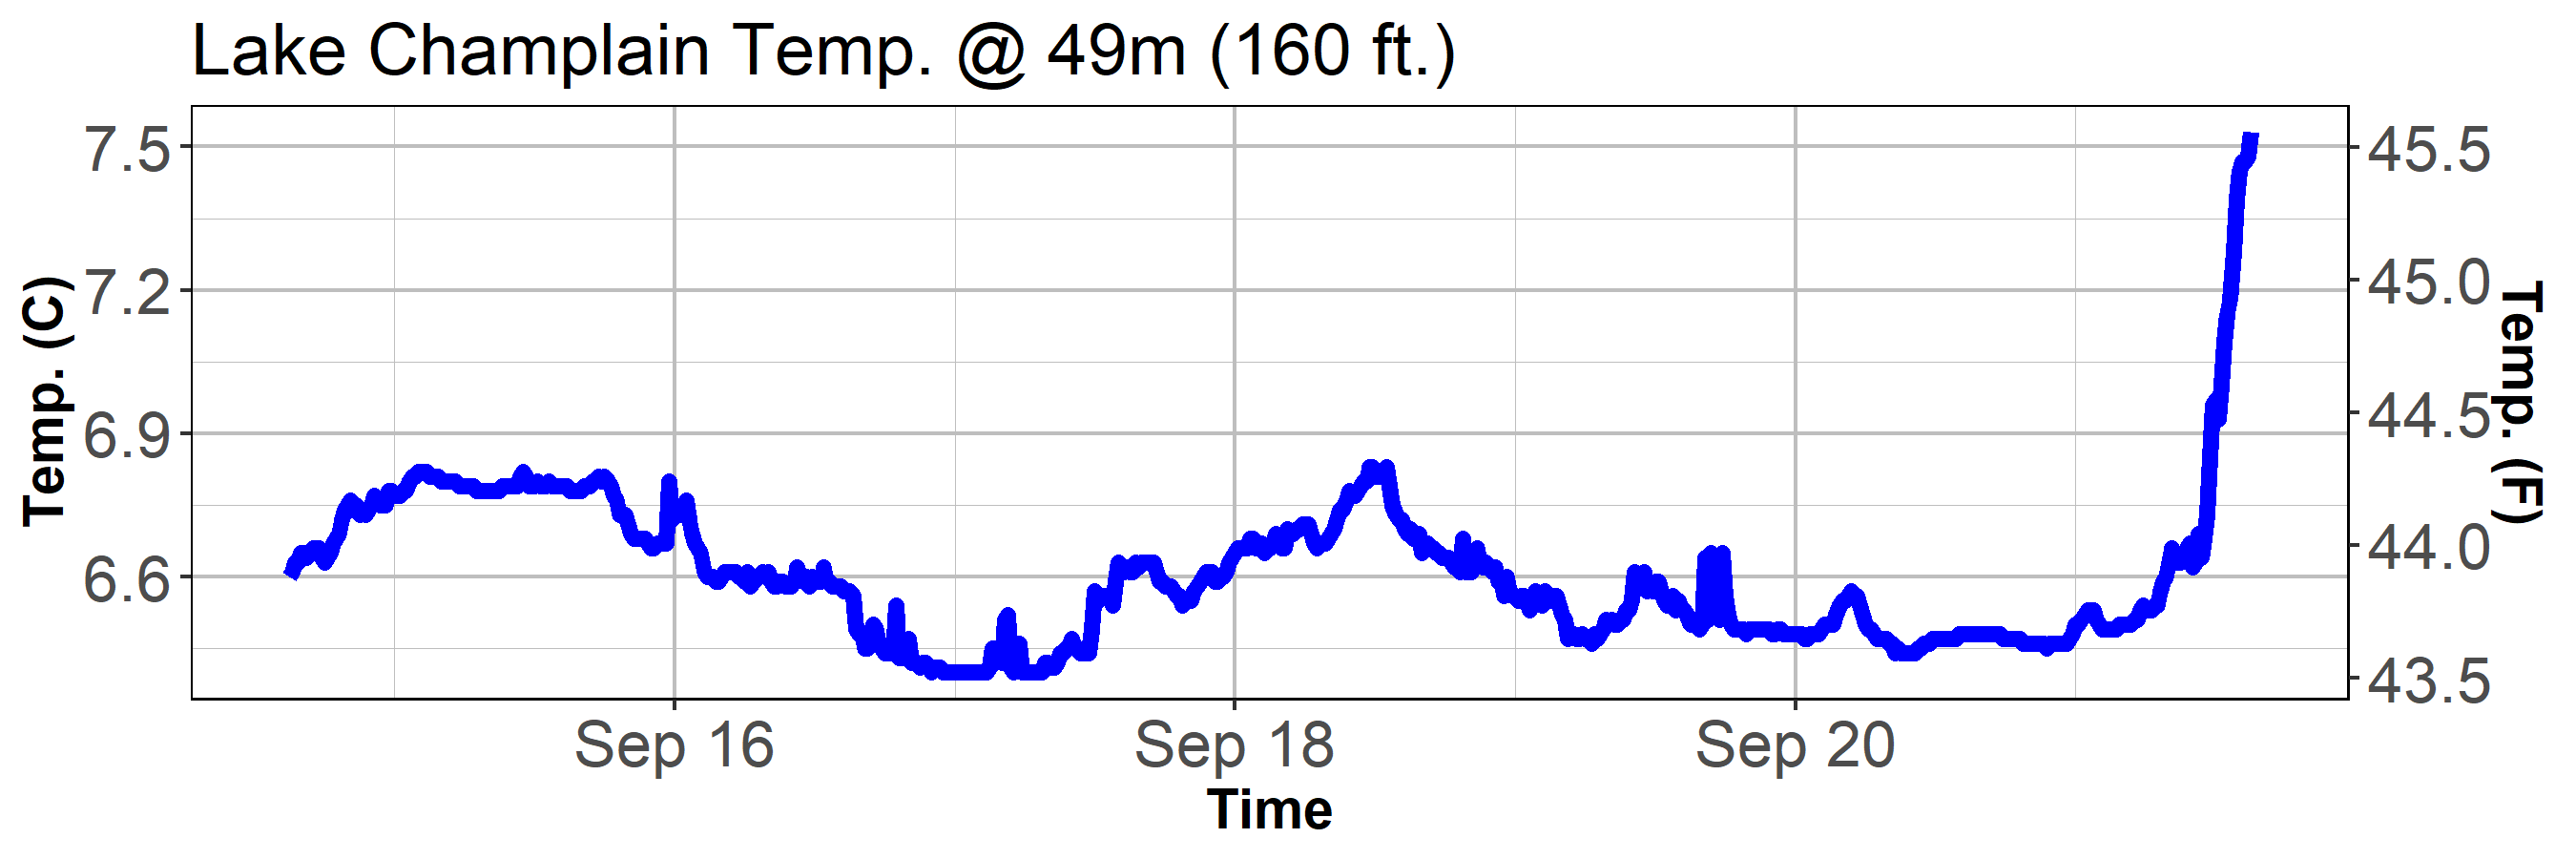 Lake Champlain Temp. @ 49m (160 ft.)
7.5
7.2
6.9
6.6
Temp. (C)
45.5
45.0
44.5
44.0
43.5
Temp. (F)
Sep 16 Sep 18 Sep 20
Time